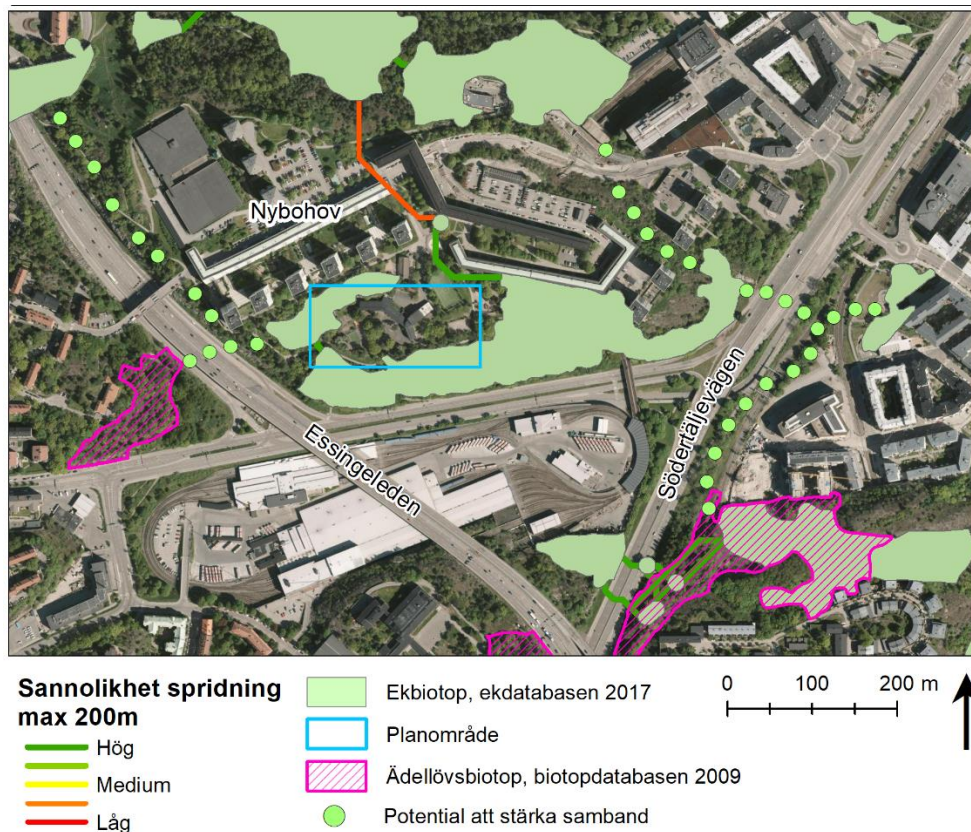 Nybohov
Södertäljevägen
Essingeleden
Sannolikhet spridning
max 200m
Hög
Medium
Låg
Ekbiotop, ekdatabasen 2017
Planområde
Ädellövsbiotop, biotopdatabasen 2009
Potential att stärka samband
0 100 200 m